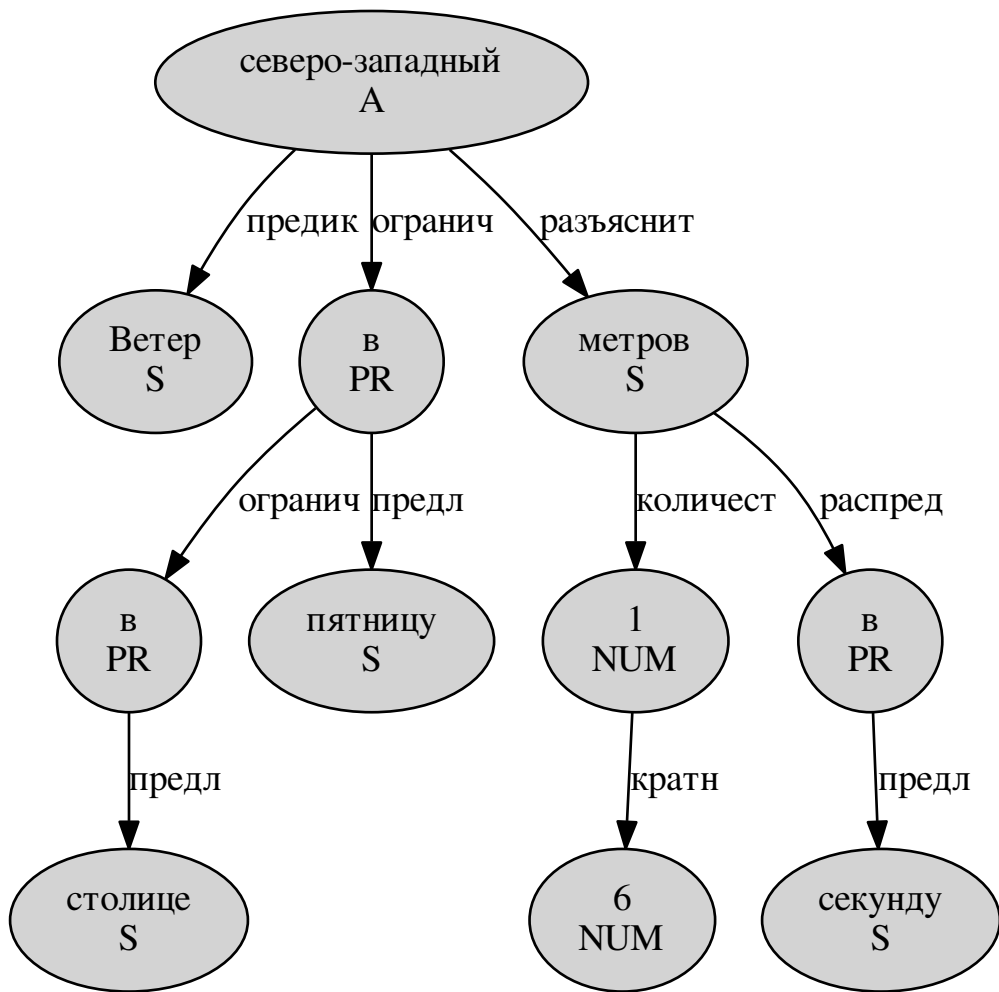 северо-западный
A
предик
огранич
разъяснит
Ветер
S
в
PR
метров
S
огранич
предл
количест
распред
в
PR
пятницу
S
1
NUM
в
PR
предл
кратн
предл
столице
S
6
NUM
секунду
S